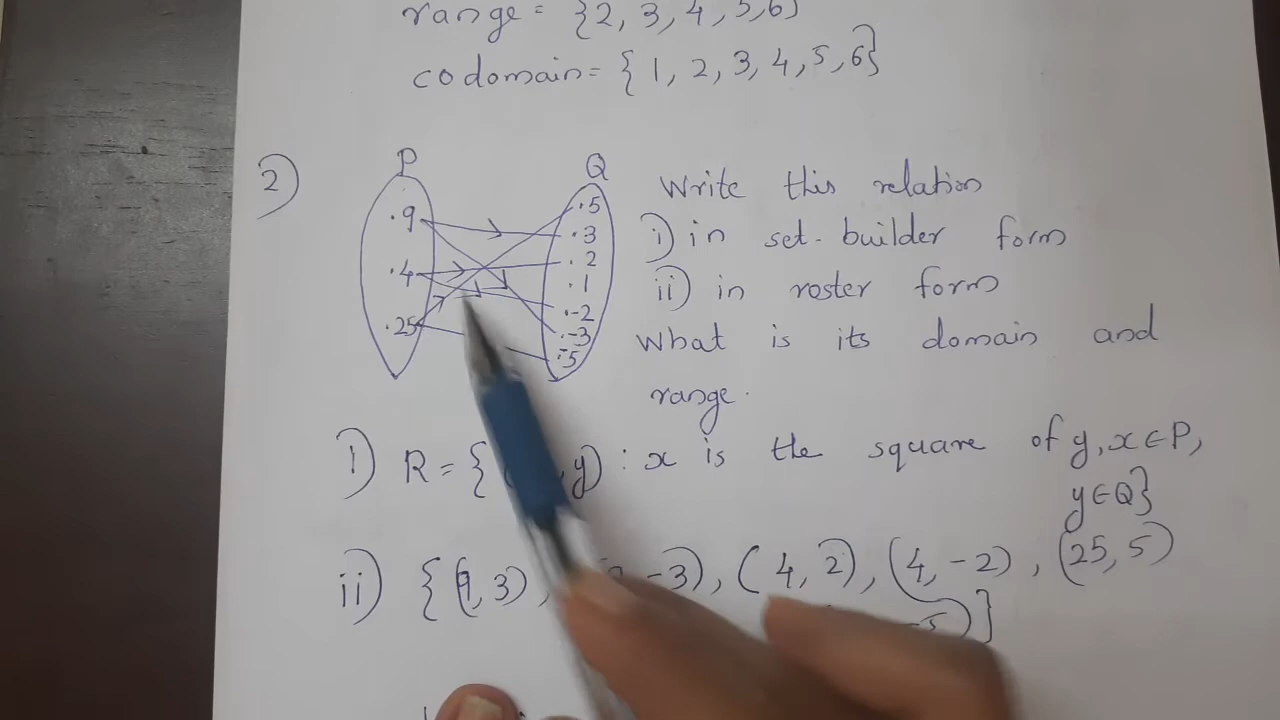 range = {2, 3, 4, 5, 6}
codomain = { 1, 2, 3, 4, 5, 6}
2)
P Q
.9 .5
.3
.4 .2
.1
.-2
.25 .-3
.-5
Write this relation
i) in set-builder form
ii) in roster form
What is its domain and
range.
i) R = { , y) : x is the square of y, x ∈ P,
y ∈ Q}
ii) { (9, 3), -3), (4, 2), (4, -2), (25, 5)
-5)}